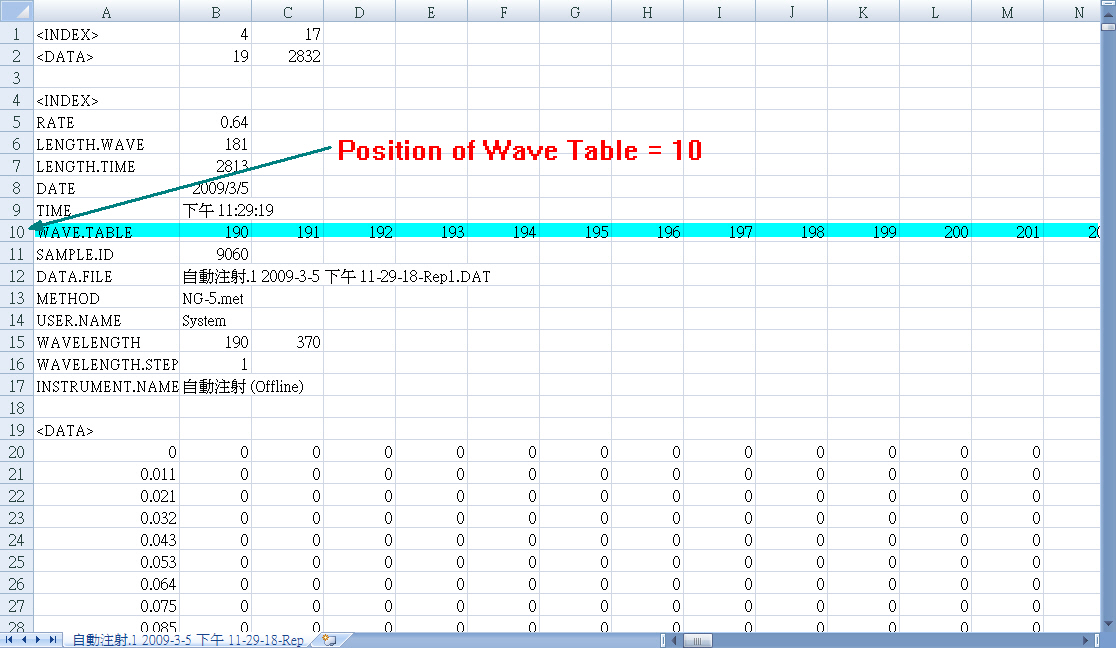 A B C D E F G H I J K L M N
1 <INDEX> 4 17
2 <DATA> 19 2832
3
4 <INDEX>
5 RATE 0.64
6 LENGTH.WAVE 181
Position of Wave Table = 10
7 LENGTH.TIME 2813
8 DATE 2009/3/5
9 TIME 下午 11:29:19
10 WAVE.TABLE 190 191 192 193 194 195 196 197 198 199 200 201 20
11 SAMPLE.ID 9060
12 DATA.FILE 自動注射.1 2009-3-5 下午 11-29-18-Rep1.DAT
13 METHOD NG-5.met
14 USER.NAME System
15 WAVELENGTH 190 370
16 WAVELENGTH.STEP 1
17 INSTRUMENT.NAME 自動注射 (Offline)
18
19 <DATA>
20 0 0 0 0 0 0 0 0 0 0 0 0 0
21 0.011 0 0 0 0 0 0 0 0 0 0 0 0
22 0.021 0 0 0 0 0 0 0 0 0 0 0 0
23 0.032 0 0 0 0 0 0 0 0 0 0 0 0
24 0.043 0 0 0 0 0 0 0 0 0 0 0 0
25 0.053 0 0 0 0 0 0 0 0 0 0 0 0
26 0.064 0 0 0 0 0 0 0 0 0 0 0 0
27 0.075 0 0 0 0 0 0 0 0 0 0 0 0
28 0.085 0 0 0 0 0 0 0 0 0 0 0 0
自動注射.1 2009-3-5 下午 11-29-18-Rep